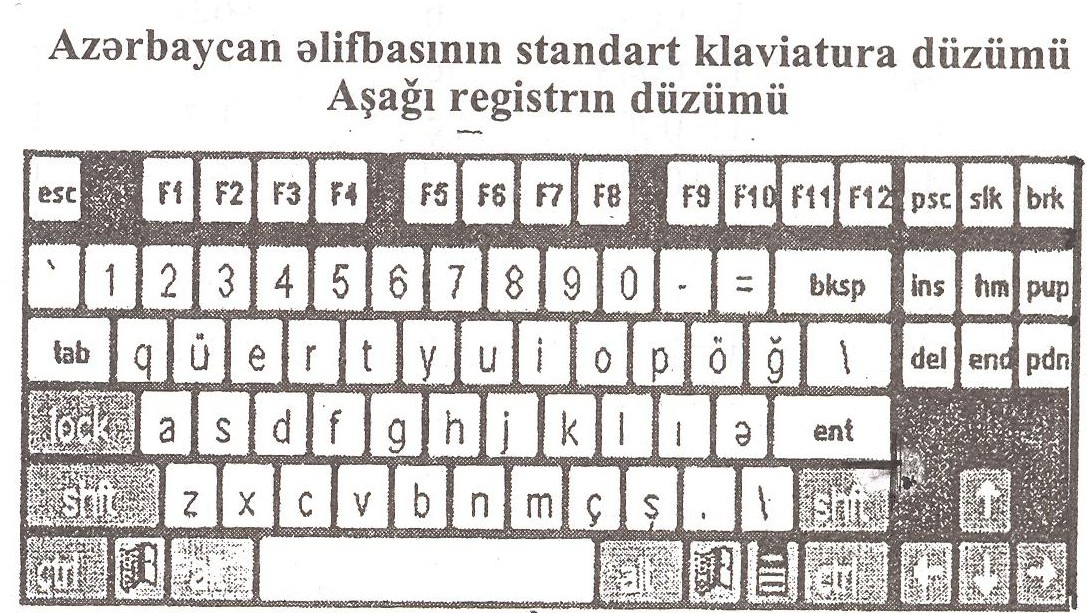 Azərbaycan əlifbasının standart klaviatura düzümü
Aşağı registrın düzümü
esc F1 F2 F3 F4 F5 F6 F7 F8 F9 F10 F11 F12 psc slk brk
` 1 2 3 4 5 6 7 8 9 0 - = bksp ins hm pup
tab q ü e r t y u i o p ö ğ \ del end pdn
lock a s d f g h j k l ı ə ent
shft z x c v b n m ç ş . \ shft ↑
ctrl alt alt ctrl ← ↓ →